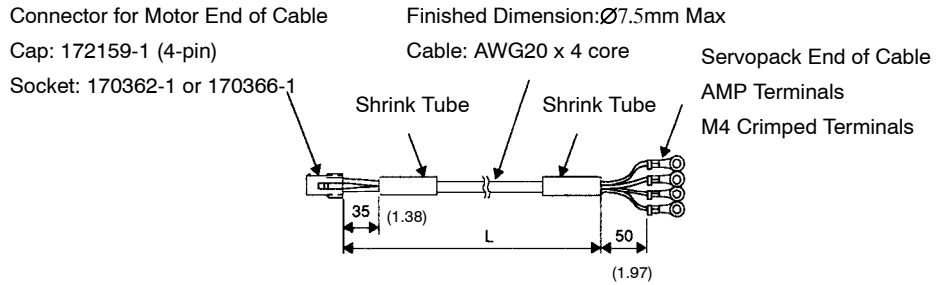 Connector for Motor End of Cable
Cap: 172159-1 (4-pin)
Socket: 170362-1 or 170366-1
Finished Dimension:Ø7.5mm Max
Cable: AWG20 x 4 core
Servopack End of Cable
AMP Terminals
M4 Crimped Terminals
Shrink Tube
Shrink Tube
35
(1.38)
L
50
(1.97)